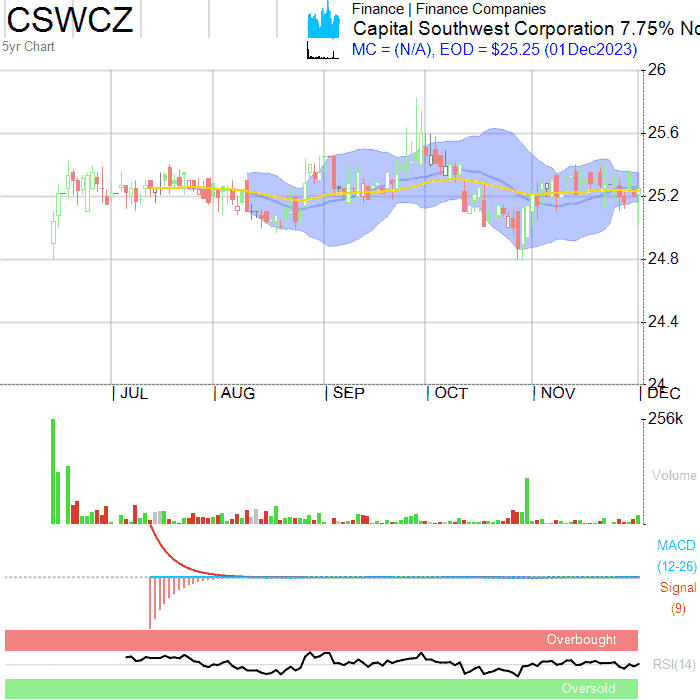 CSWCZ
Finance | Finance Companies
Capital Southwest Corporation 7.75% No
5yr Chart
MC = (N/A), EOD = $25.25 (01Dec2023)
26
25.6
25.2
24.8
24.4
24
JUL AUG SEP OCT NOV DEC
256k
Volume
MACD
(12-26)
Signal
(9)
Overbought
RSI(14)
Oversold